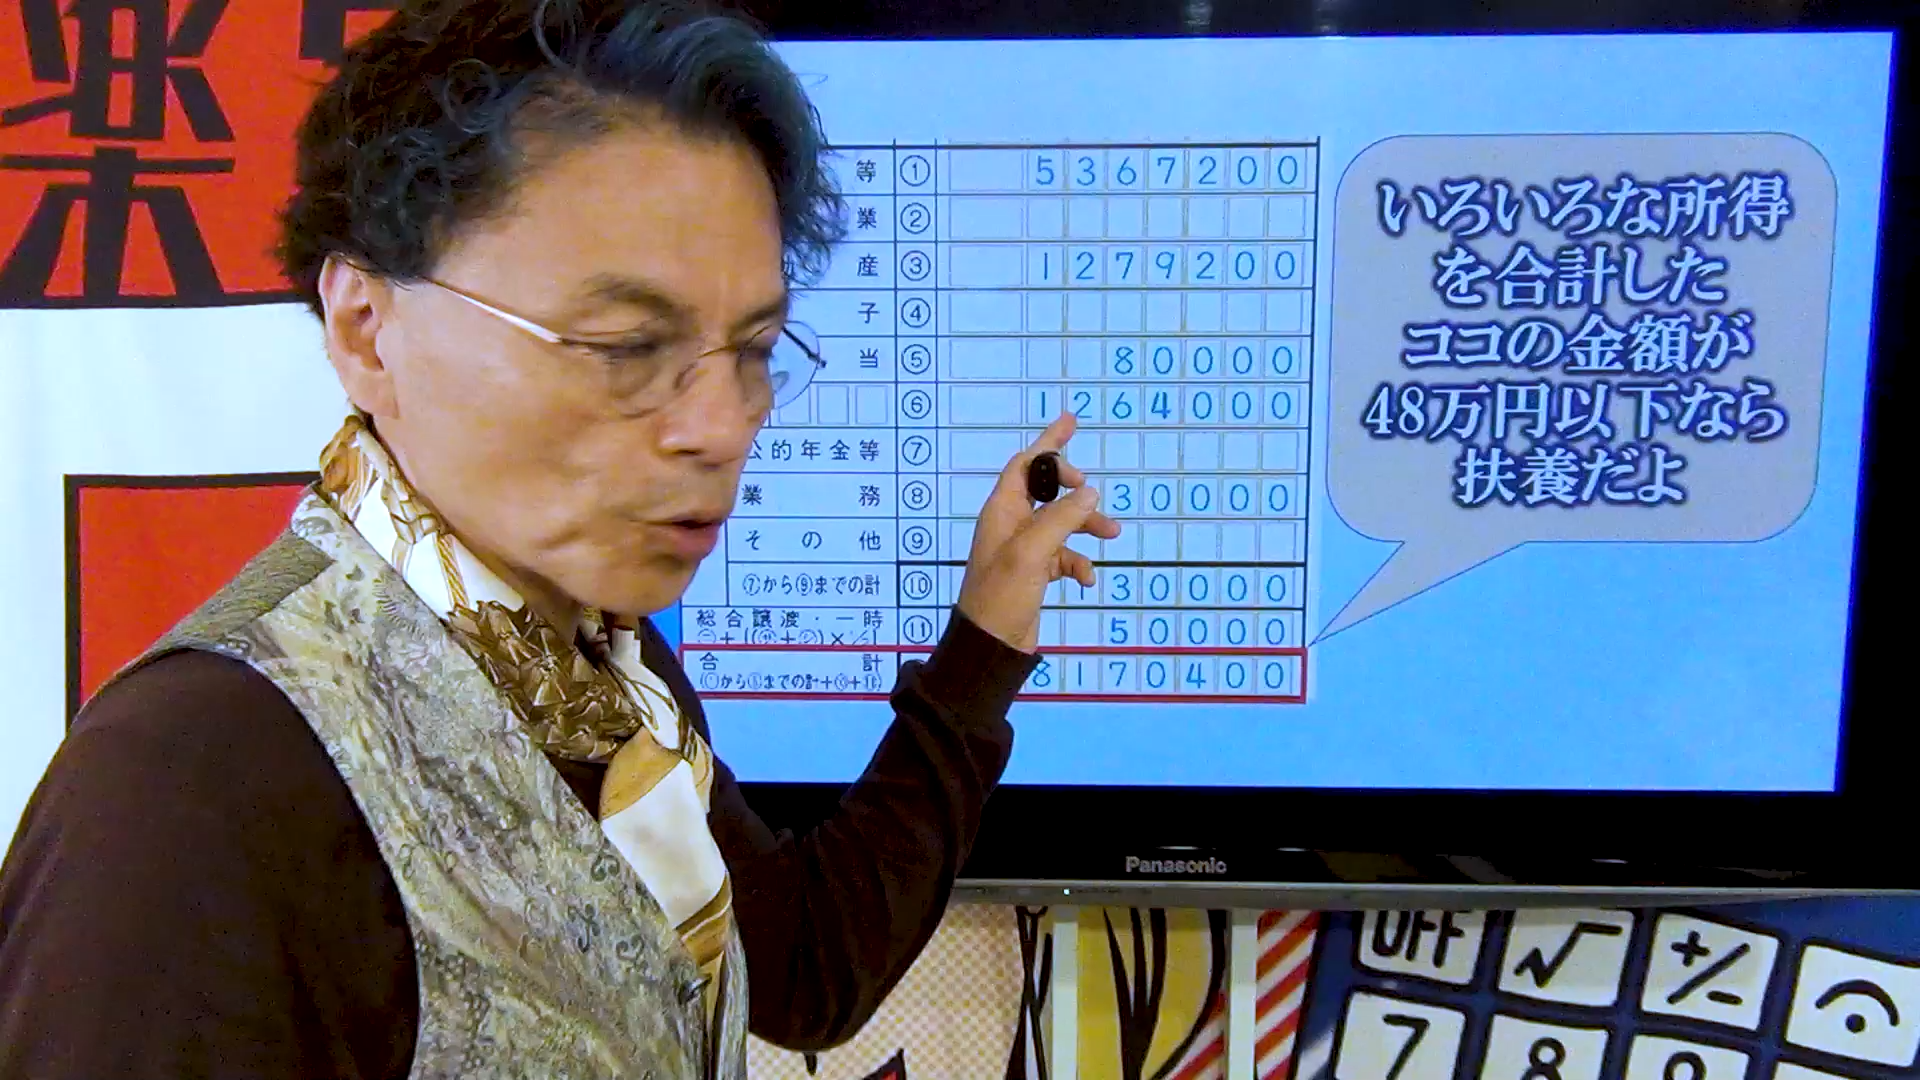 等 ① 5367200
業 ②
産 ③ 1279200
子 ④
当 ⑤ 80000
⑥ 1264000
公的年金等 ⑦
業務 ⑧ 30000
その他 ⑨
⑦から⑨までの計 ⑩ 130000
総合譲渡・一時 ⑪ 50000
合計 8170400
いろいろな所得
を合計した
ココの金額が
48万円以下なら
扶養だよ
Panasonic
OFF √ +/-
7 8 9